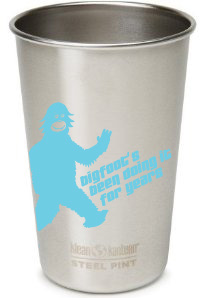 Bigfoot's
been doing it
for years
klean kanteen
STEEL PINT